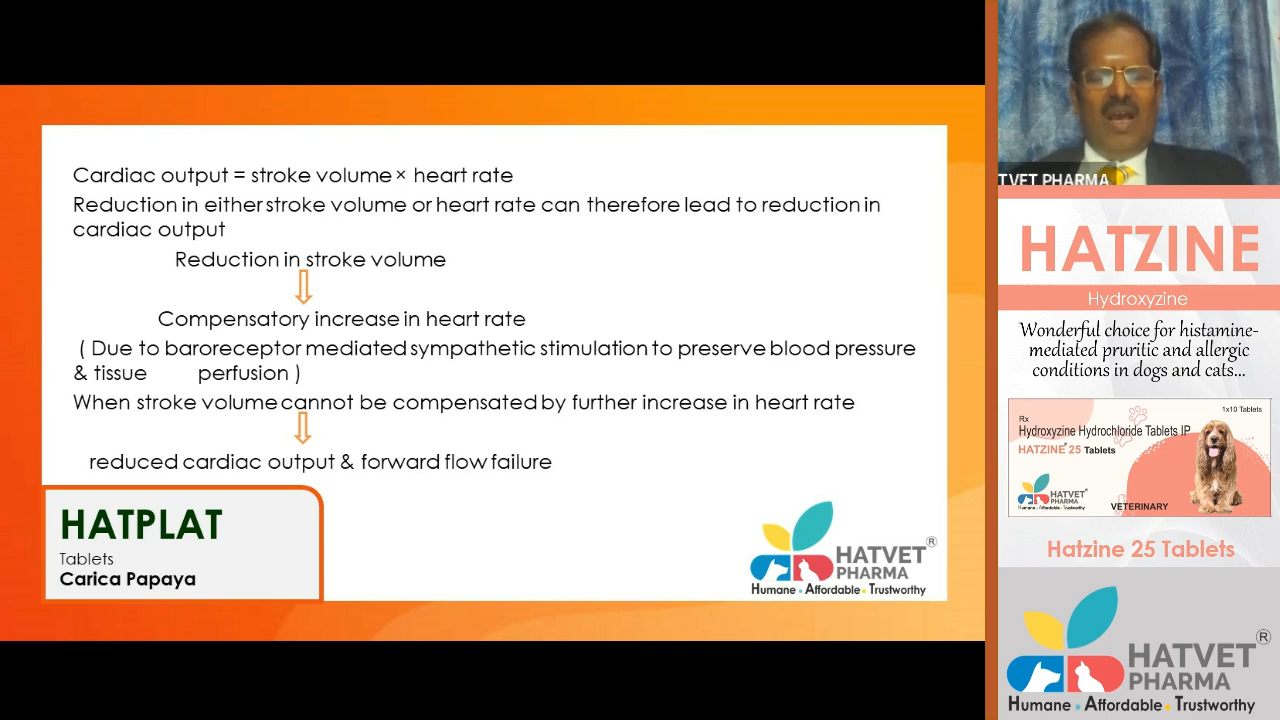 Cardiac output = stroke volume × heart rate
Reduction in either stroke volume or heart rate can therefore lead to reduction in
cardiac output
Reduction in stroke volume
Compensatory increase in heart rate
( Due to baroreceptor mediated sympathetic stimulation to preserve blood pressure
& tissue perfusion )
When stroke volume cannot be compensated by further increase in heart rate
reduced cardiac output & forward flow failure
HATPLAT
Tablets
Carica Papaya
HATVET ®
PHARMA
Humane • Affordable • Trustworthy
TVET PHARMA
HATZINE
Hydroxyzine
Wonderful choice for histamine-
mediated pruritic and allergic
conditions in dogs and cats...
1x10 Tablets
Rx
Hydroxyzine Hydrochloride Tablets IP
HATZINE® 25 Tablets
HATVET®
PHARMA
Humane • Affordable • Trustworthy
VETERINARY
Hatzine 25 Tablets
HATVET ®
PHARMA
Humane • Affordable • Trustworthy